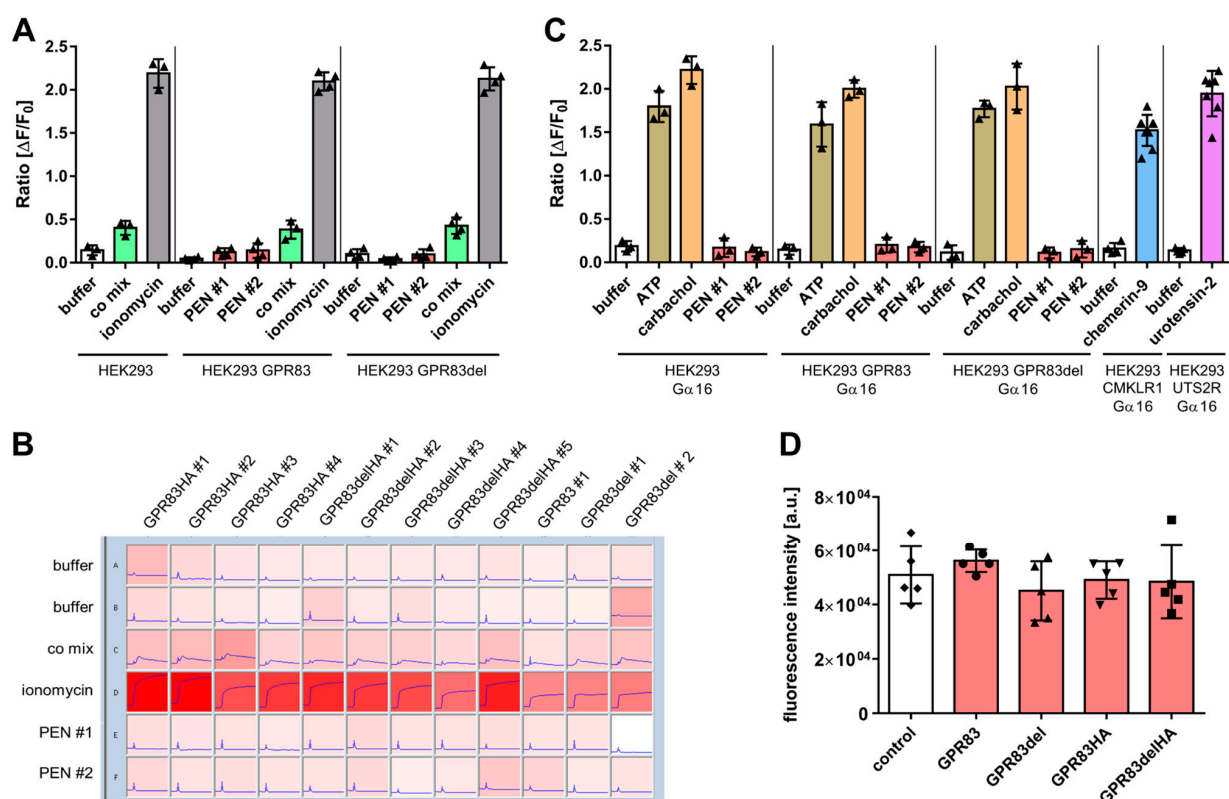 A
Ratio [ΔF/F₀]
2.5
2.0
1.5
1.0
0.5
0.0
buffer
co mix
ionomycin
buffer
PEN #1
PEN #2
co mix
ionomycin
buffer
PEN #1
PEN #2
co mix
ionomycin
HEK293
HEK293 GPR83
HEK293 GPR83del
C
Ratio [ΔF/F₀]
2.5
2.0
1.5
1.0
0.5
0.0
buffer
ATP
carbachol
PEN #1
PEN #2
buffer
ATP
carbachol
PEN #1
PEN #2
buffer
ATP
carbachol
PEN #1
PEN #2
buffer
chemerin-9
buffer
urotensin-2
HEK293
Gα16
HEK293 GPR83
Gα16
HEK293 GPR83del
Gα16
HEK293
CMKLR1
Gα16
HEK293
UTS2R
Gα16
B
GPR83HA #1
GPR83HA #2
GPR83HA #3
GPR83HA #4
GPR83delHA #1
GPR83delHA #2
GPR83delHA #3
GPR83delHA #4
GPR83delHA #5
GPR83 #1
GPR83del #1
GPR83del # 2
buffer
A
buffer
B
co mix
C
ionomycin
D
PEN #1
E
PEN #2
F
D
fluorescence intensity [a.u.]
8×10⁰⁴
6×10⁰⁴
4×10⁰⁴
2×10⁰⁴
0
control
GPR83
GPR83del
GPR83HA
GPR83delHA